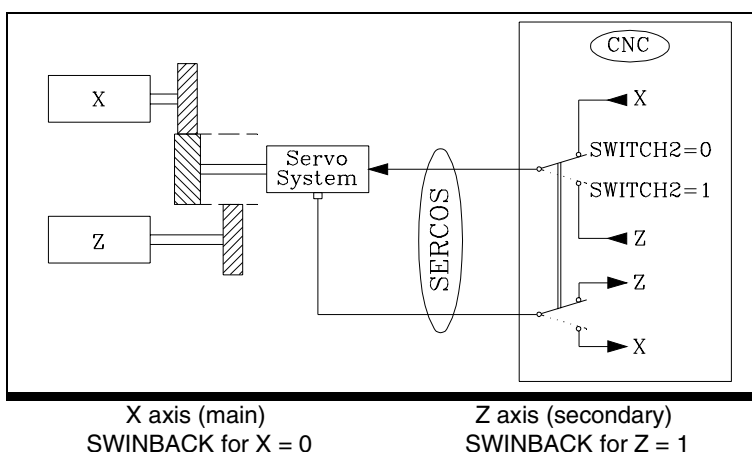 CNC
X
X
SWITCH2=0
Servo
System
SWITCH2=1
Z
Z
SERCOS
Z
X
X axis (main)
SWINBACK for X = 0
Z axis (secondary)
SWINBACK for Z = 1